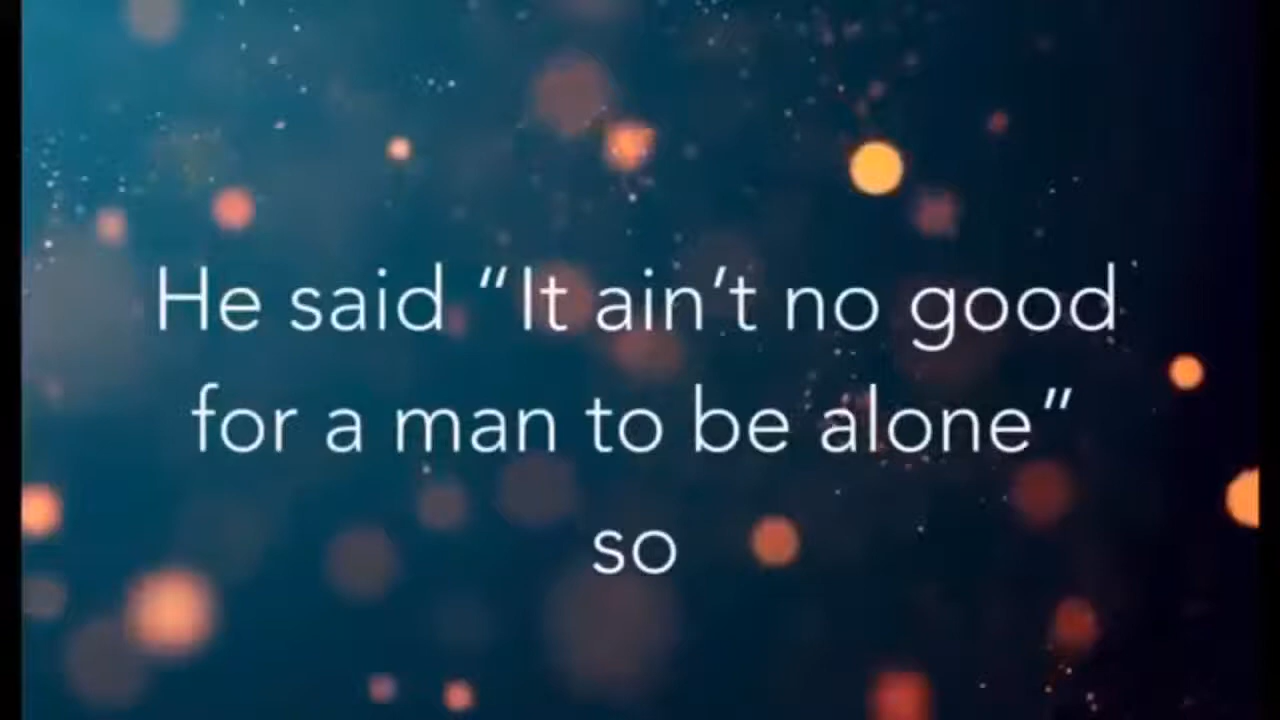 He said “It ain’t no good
for a man to be alone”
so